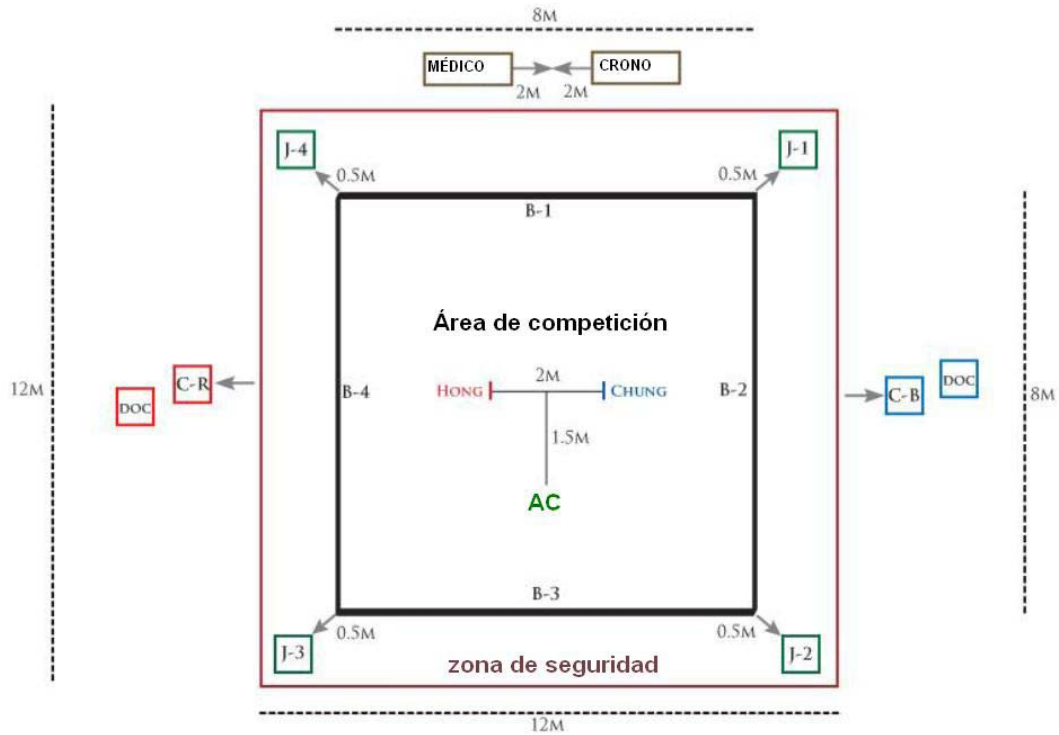 8M
MÉDICO
CRONO
2M
2M
J-4
J-1
0.5M
0.5M
B-1
Área de competición
12M
DOC
C-R
B-4
HONG
2M
CHUNG
B-2
C-B
DOC
8M
1.5M
AC
B-3
0.5M
0.5M
J-3
J-2
zona de seguridad
12M